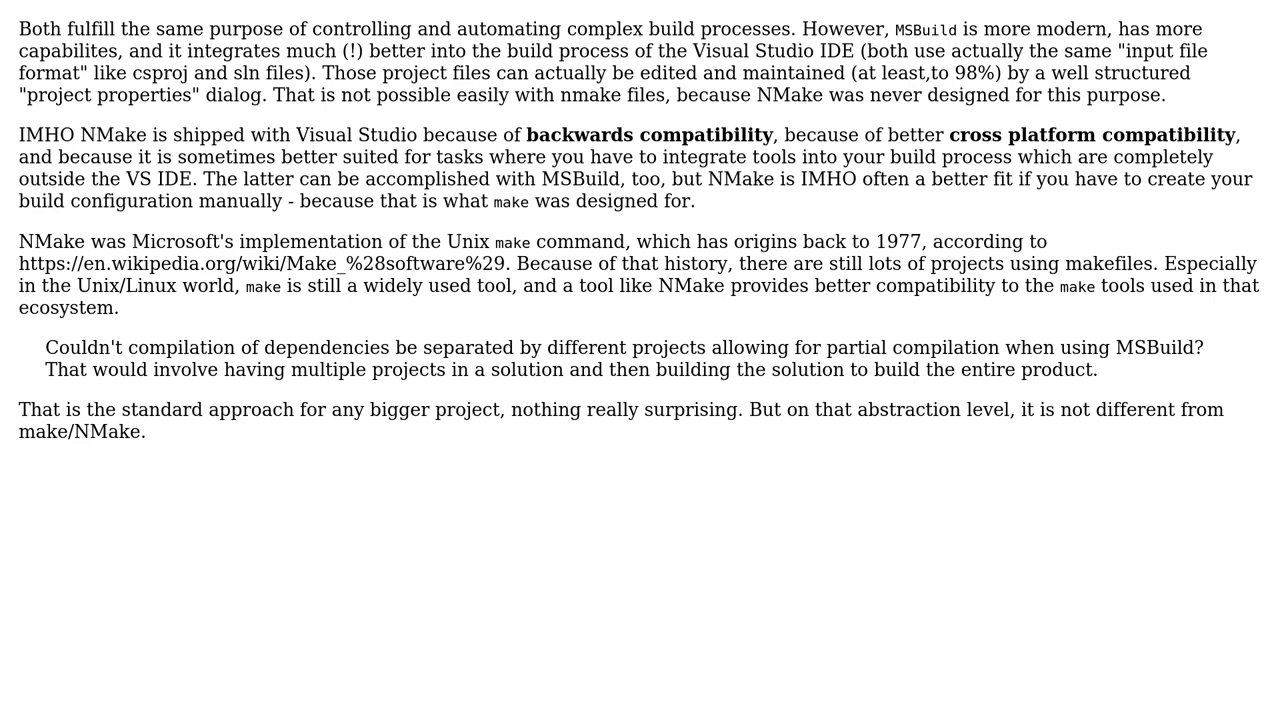 Both fulfill the same purpose of controlling and automating complex build processes. However, MSBuild is more modern, has more
capabilites, and it integrates much (!) better into the build process of the Visual Studio IDE (both use actually the same "input file
format" like csproj and sln files). Those project files can actually be edited and maintained (at least,to 98%) by a well structured
"project properties" dialog. That is not possible easily with nmake files, because NMake was never designed for this purpose.
IMHO NMake is shipped with Visual Studio because of backwards compatibility, because of better cross platform compatibility,
and because it is sometimes better suited for tasks where you have to integrate tools into your build process which are completely
outside the VS IDE. The latter can be accomplished with MSBuild, too, but NMake is IMHO often a better fit if you have to create your
build configuration manually - because that is what make was designed for.
NMake was Microsoft's implementation of the Unix make command, which has origins back to 1977, according to
https://en.wikipedia.org/wiki/Make_%28software%29. Because of that history, there are still lots of projects using makefiles. Especially
in the Unix/Linux world, make is still a widely used tool, and a tool like NMake provides better compatibility to the make tools used in that
ecosystem.
Couldn't compilation of dependencies be separated by different projects allowing for partial compilation when using MSBuild?
That would involve having multiple projects in a solution and then building the solution to build the entire product.
That is the standard approach for any bigger project, nothing really surprising. But on that abstraction level, it is not different from
make/NMake.